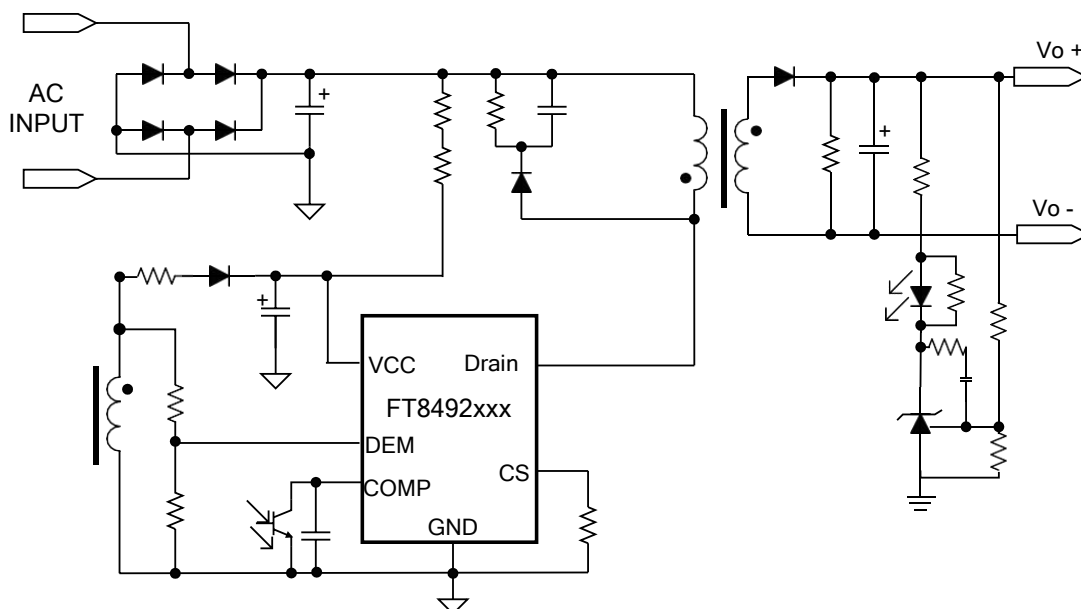 AC
INPUT
+
Vo +
+
Vo -
+
VCC
Drain
FT8492xxx
DEM
CS
COMP
GND